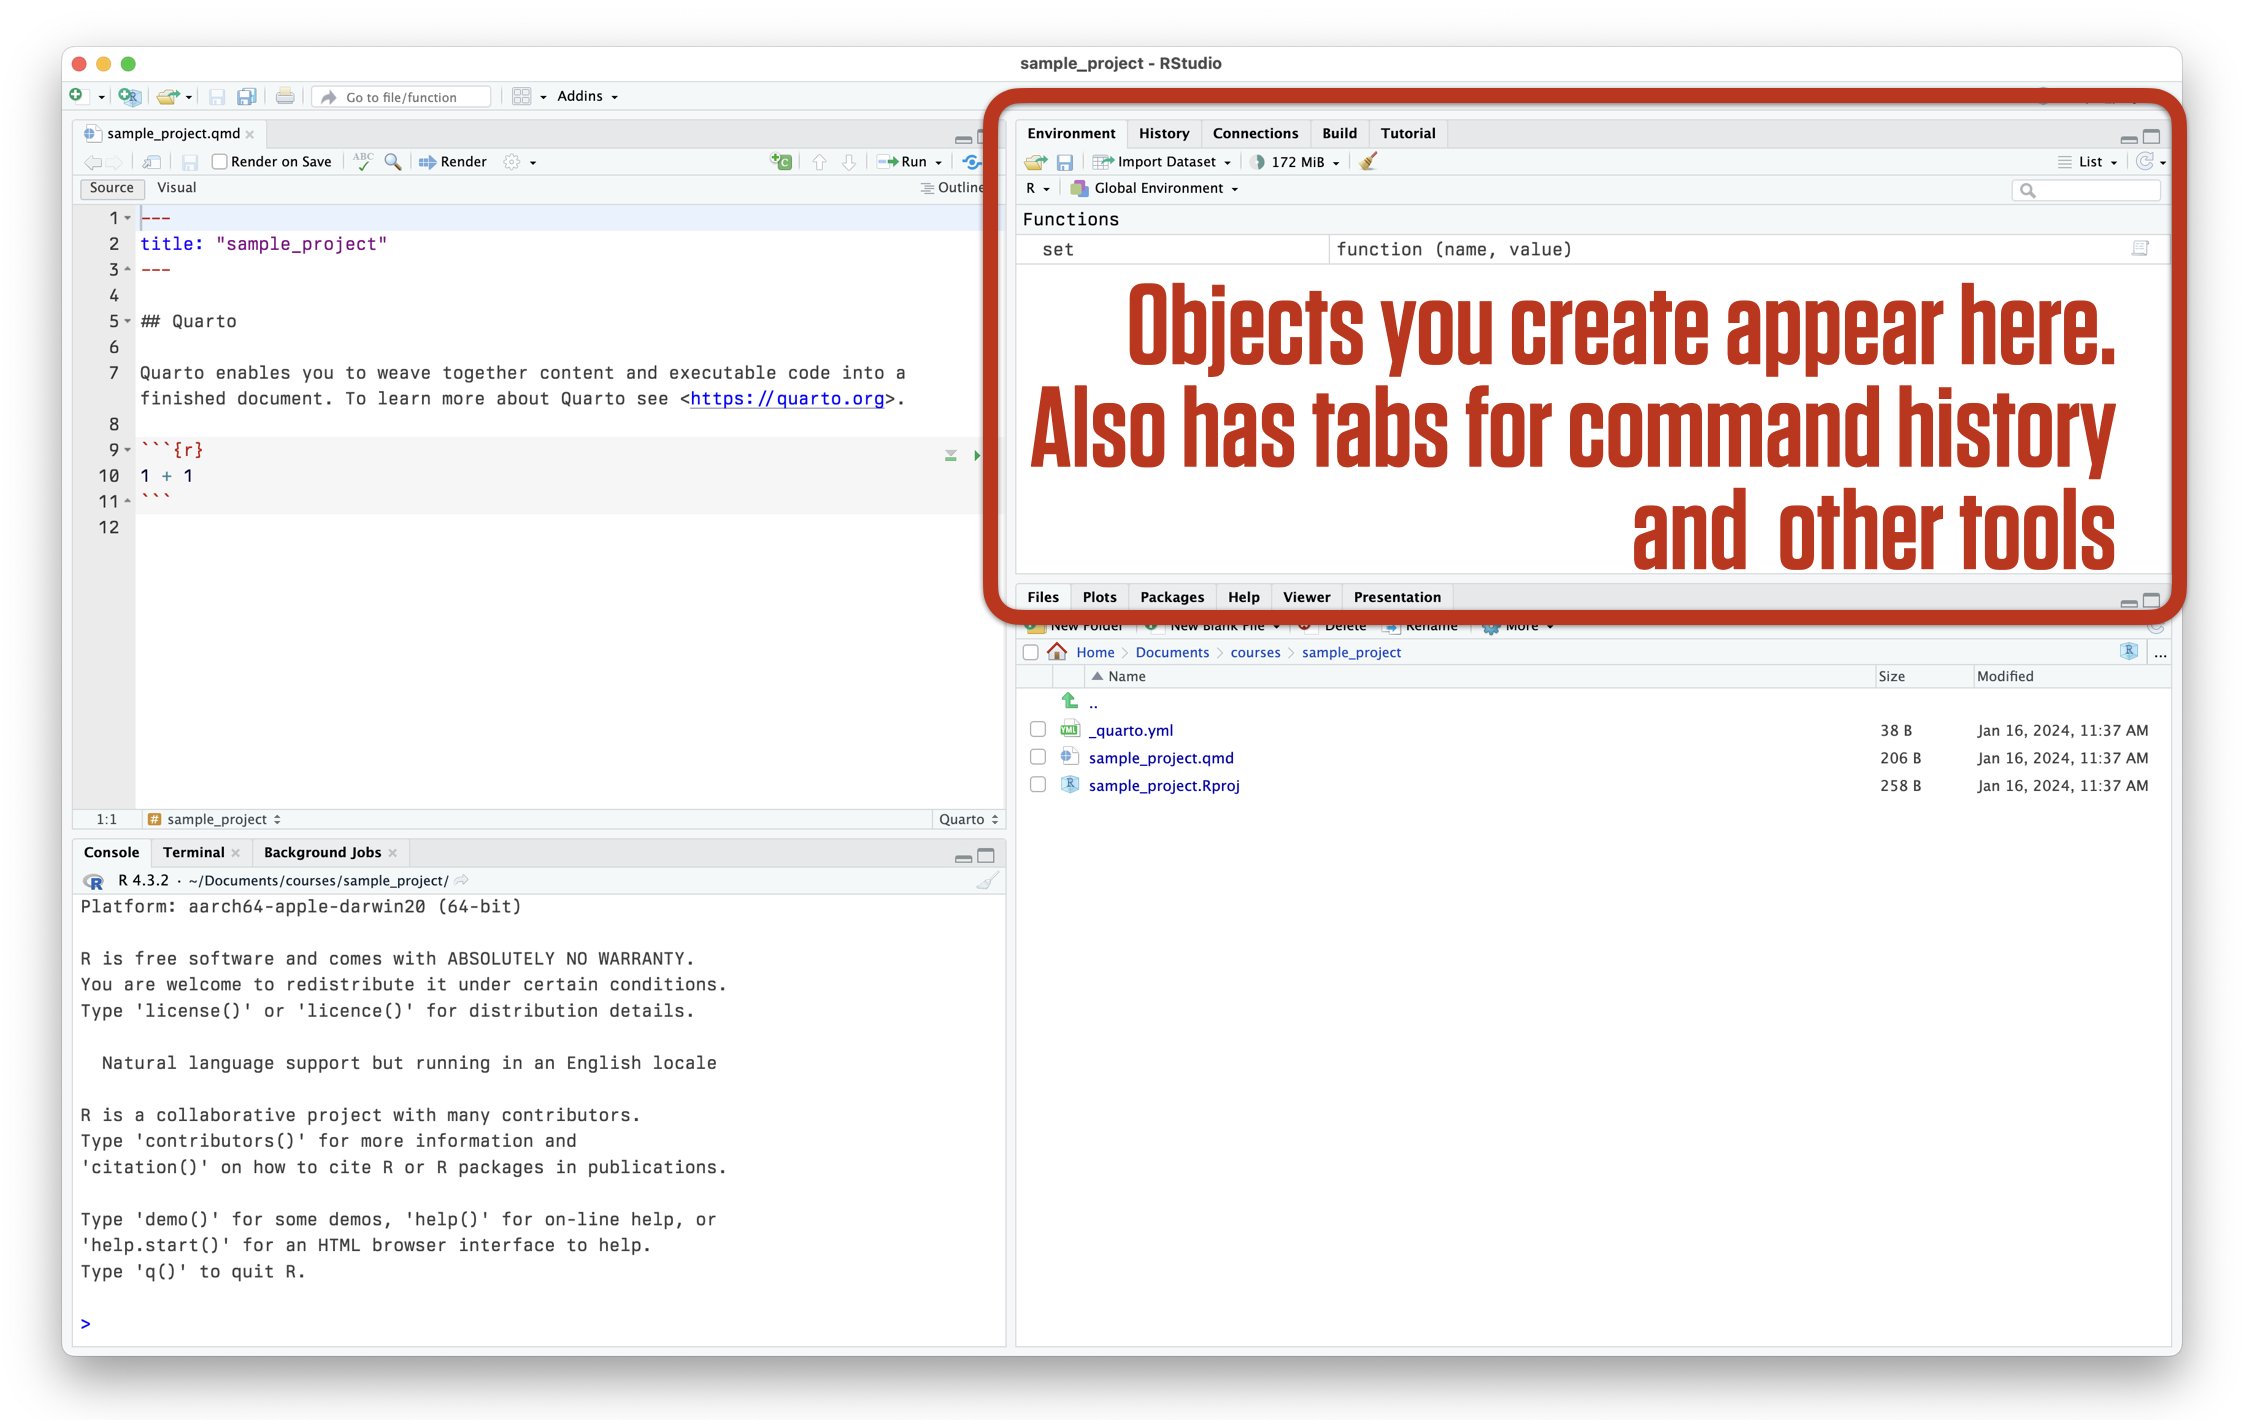 sample_project - RStudio
Go to file/function
Addins
sample_project.qmd
Render on Save
ABC
Render
Run
Source
Visual
Outline
1 ---
2 title: "sample_project"
3 ---
4
5 ## Quarto
6
7 Quarto enables you to weave together content and executable code into a
finished document. To learn more about Quarto see <https://quarto.org>.
8
9 ```{r}
10 1 + 1
11 ```
12
1:1
# sample_project
Quarto
Console
Terminal
Background Jobs
R 4.3.2 · ~/Documents/courses/sample_project/
Platform: aarch64-apple-darwin20 (64-bit)
R is free software and comes with ABSOLUTELY NO WARRANTY.
You are welcome to redistribute it under certain conditions.
Type 'license()' or 'licence()' for distribution details.
Natural language support but running in an English locale
R is a collaborative project with many contributors.
Type 'contributors()' for more information and
'citation()' on how to cite R or R packages in publications.
Type 'demo()' for some demos, 'help()' for on-line help, or
'help.start()' for an HTML browser interface to help.
Type 'q()' to quit R.
>
Environment
History
Connections
Build
Tutorial
Import Dataset
172 MiB
List
R
Global Environment
Functions
set
function (name, value)
Objects you create appear here.
Also has tabs for command history
and other tools
Files
Plots
Packages
Help
Viewer
Presentation
New Folder
New Blank File
Delete
Rename
More
Home
Documents
courses
sample_project
...
Name
Size
Modified
..
YML
_quarto.yml
38 B
Jan 16, 2024, 11:37 AM
sample_project.qmd
206 B
Jan 16, 2024, 11:37 AM
sample_project.Rproj
258 B
Jan 16, 2024, 11:37 AM